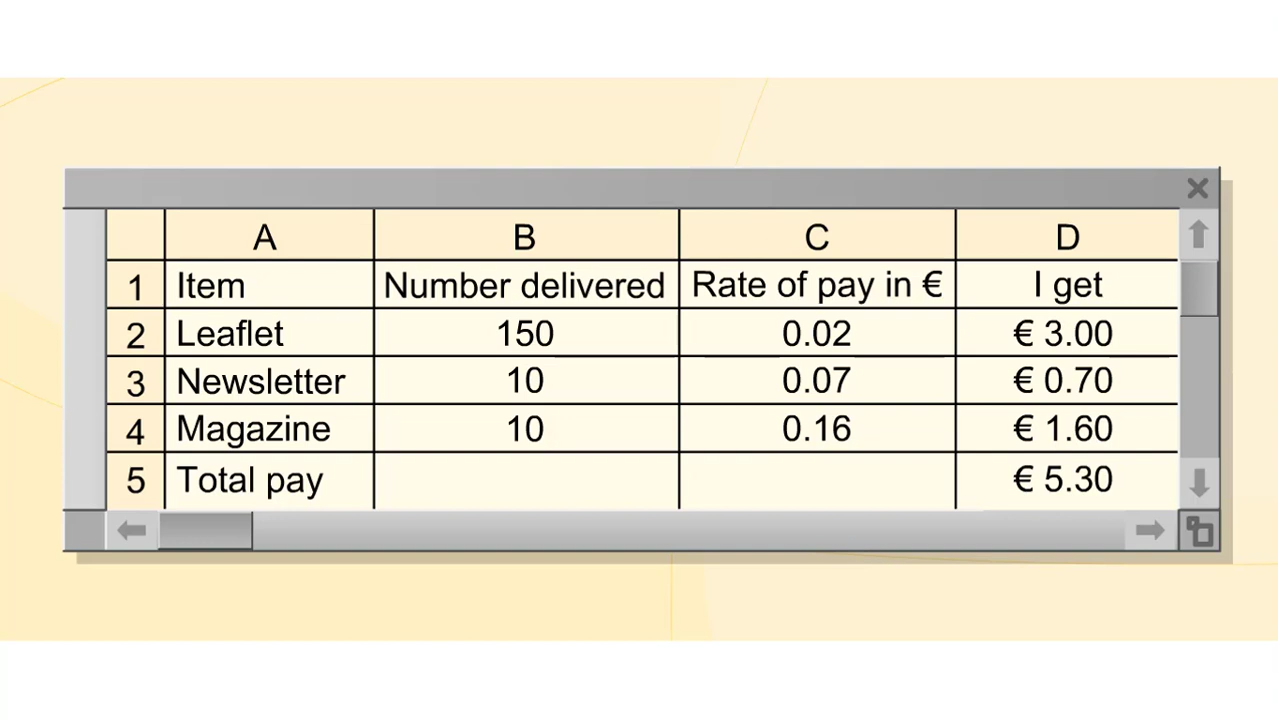 A B C D
1 Item Number delivered Rate of pay in € I get
2 Leaflet 150 0.02 € 3.00
3 Newsletter 10 0.07 € 0.70
4 Magazine 10 0.16 € 1.60
5 Total pay € 5.30